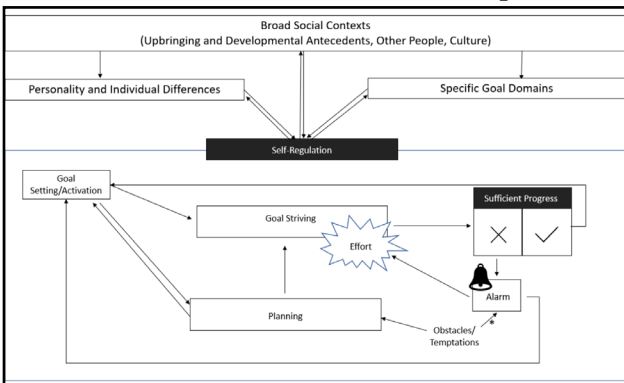 Broad Social Contexts
(Upbringing and Developmental Antecedents, Other People, Culture)
Personality and Individual Differences
Specific Goal Domains
Self-Regulation
Goal
Setting/Activation
Sufficient Progress
Goal Striving
Effort
Alarm
Planning
Obstacles/
Temptations
*